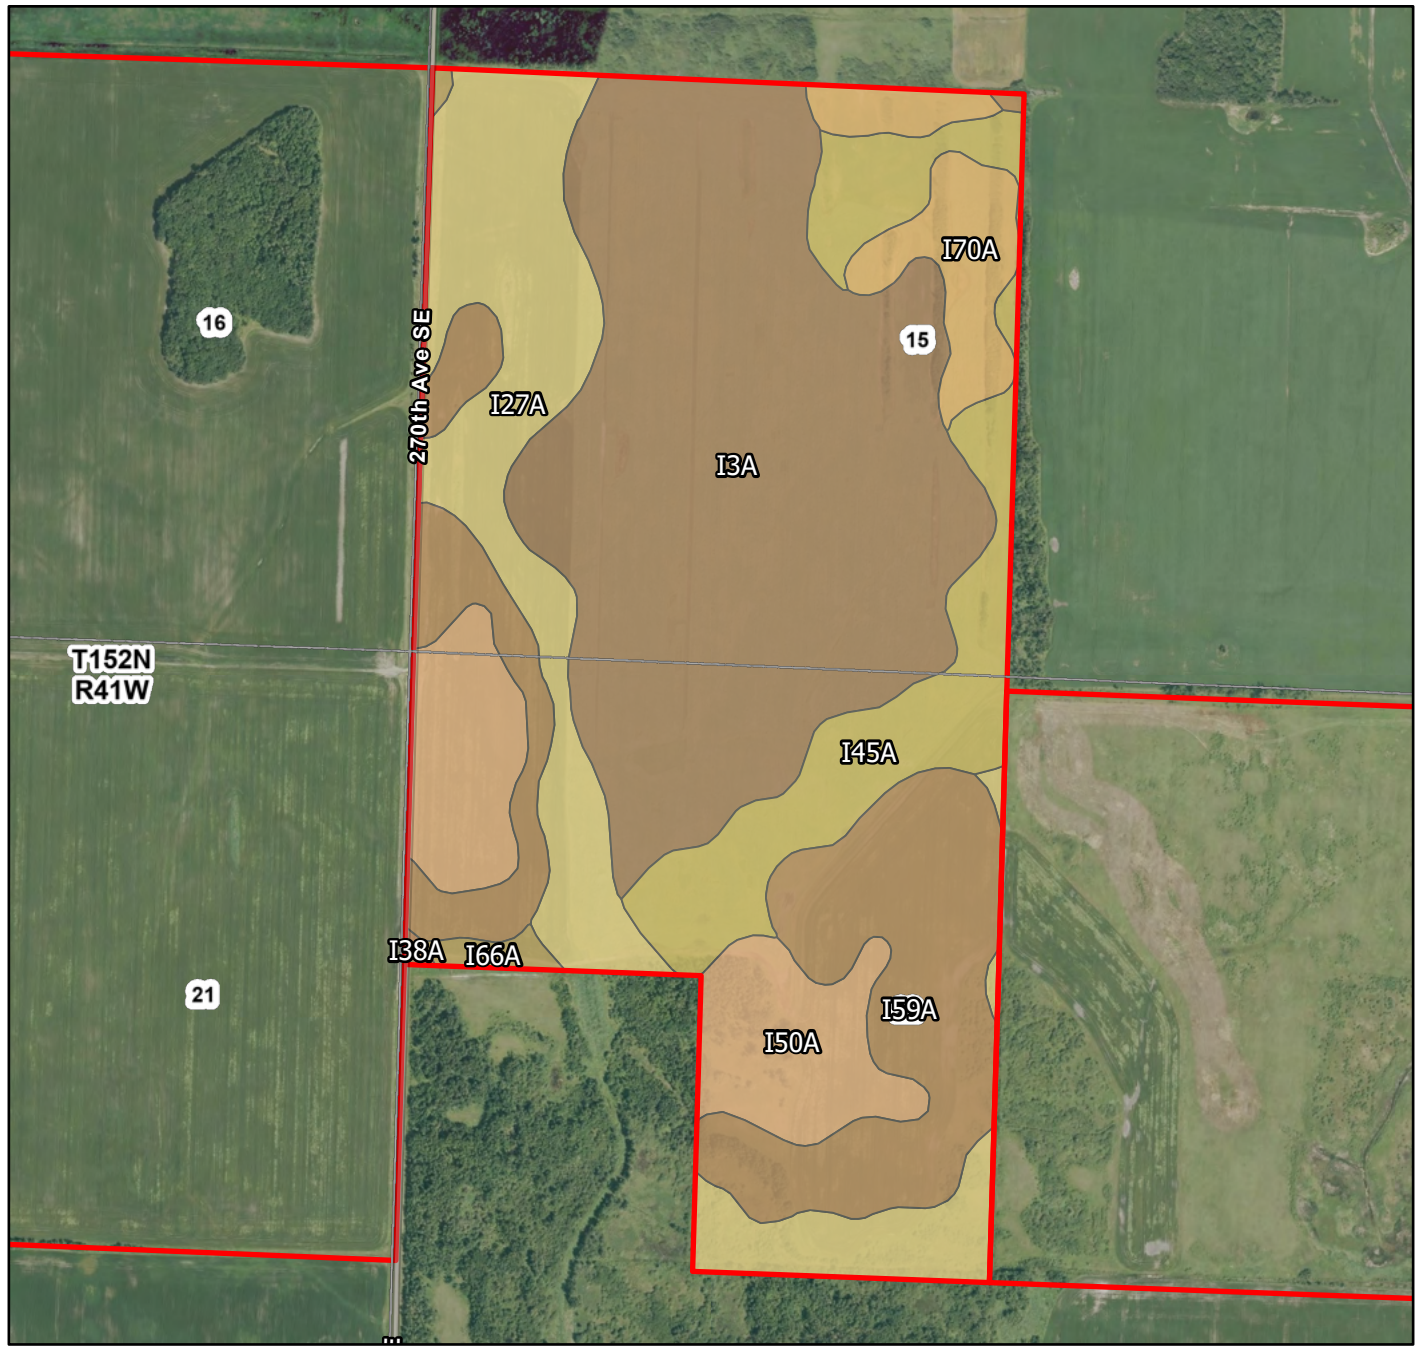 I70A
16
15
270th Ave SE
I27A
I3A
T152N
R41W
I45A
I38A
I66A
21
I59A
I50A
E